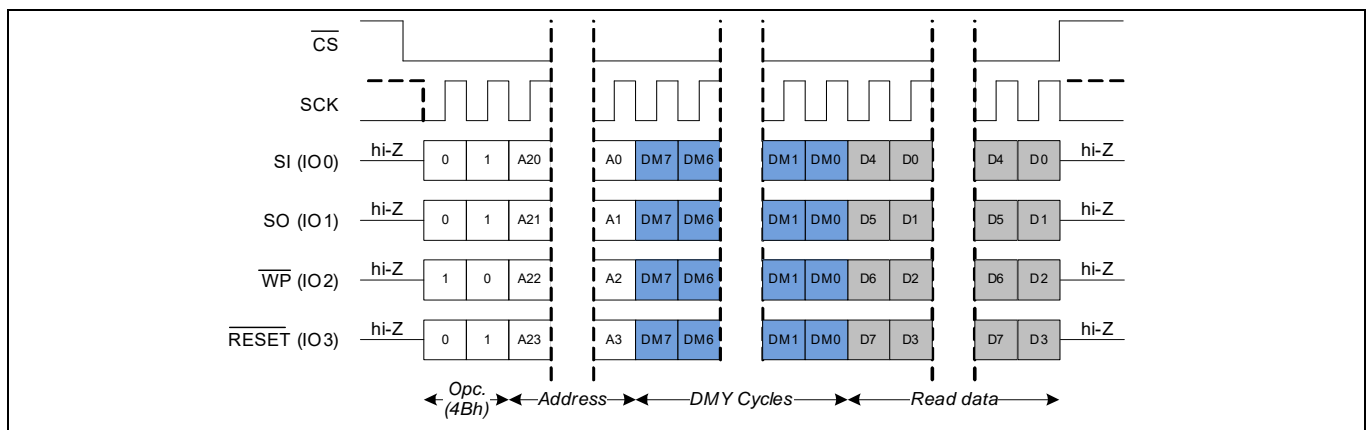 CS
SCK
SI (IO0) hi-Z 0 1 A20 A0 DM7 DM6 DM1 DM0 D4 D0 D4 D0 hi-Z
SO (IO1) hi-Z 0 1 A21 A1 DM7 DM6 DM1 DM0 D5 D1 D5 D1 hi-Z
WP (IO2) hi-Z 1 0 A22 A2 DM7 DM6 DM1 DM0 D6 D2 D6 D2 hi-Z
RESET (IO3) hi-Z 0 1 A23 A3 DM7 DM6 DM1 DM0 D7 D3 D7 D3 hi-Z
Opc.
(4Bh) Address DMY Cycles Read data